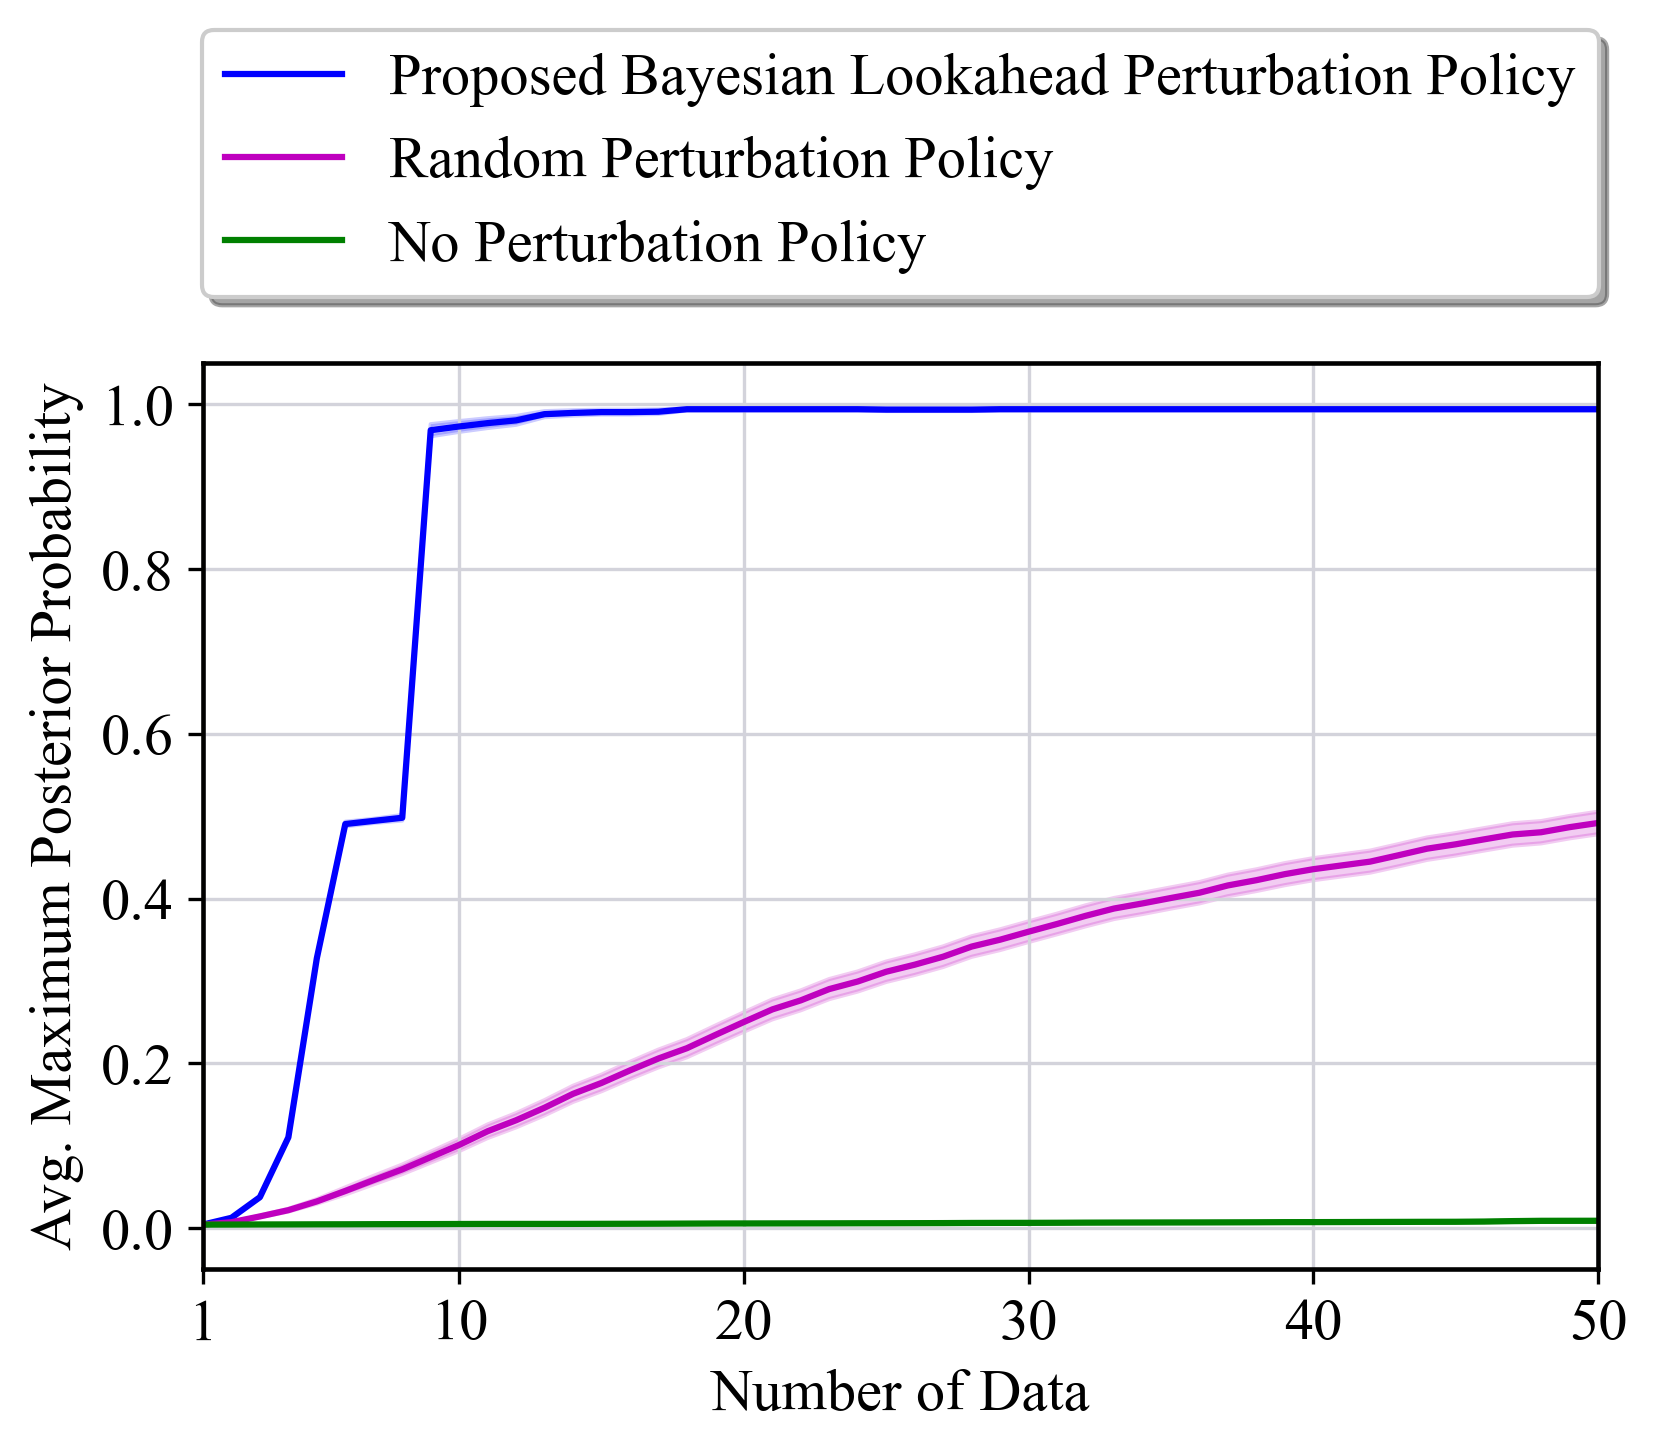 Proposed Bayesian Lookahead Perturbation Policy
Random Perturbation Policy
No Perturbation Policy
Avg. Maximum Posterior Probability
1.0
0.8
0.6
0.4
0.2
0.0
1 10 20 30 40 50
Number of Data